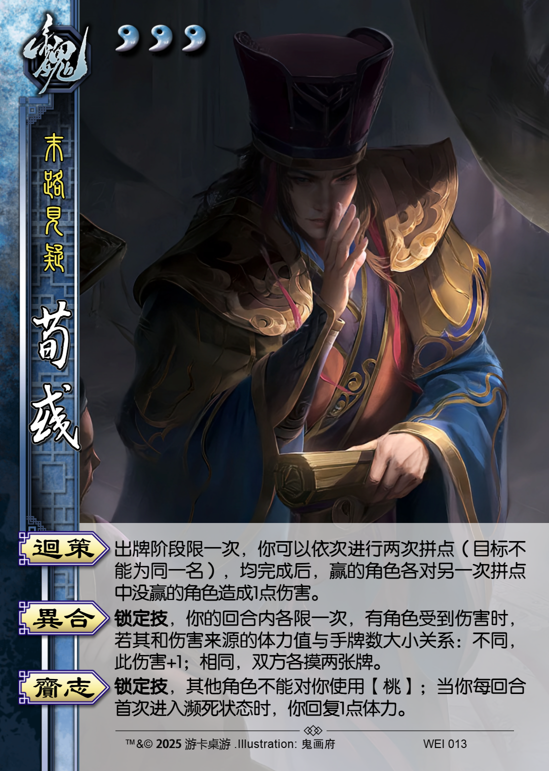 魏
末路見疑
荀彧
迴策
出牌阶段限一次，你可以依次进行两次拼点（目标不
能为同一名），均完成后，赢的角色各对另一次拼点
中没赢的角色造成1点伤害。
異合
锁定技，你的回合内各限一次，有角色受到伤害时，
若其和伤害来源的体力值与手牌数大小关系：不同，
此伤害+1；相同，双方各摸两张牌。
齎志
锁定技，其他角色不能对你使用【桃】；当你每回合
首次进入濒死状态时，你回复1点体力。
™&© 2025 游卡桌游 .Illustration: 鬼画府
WEI 013